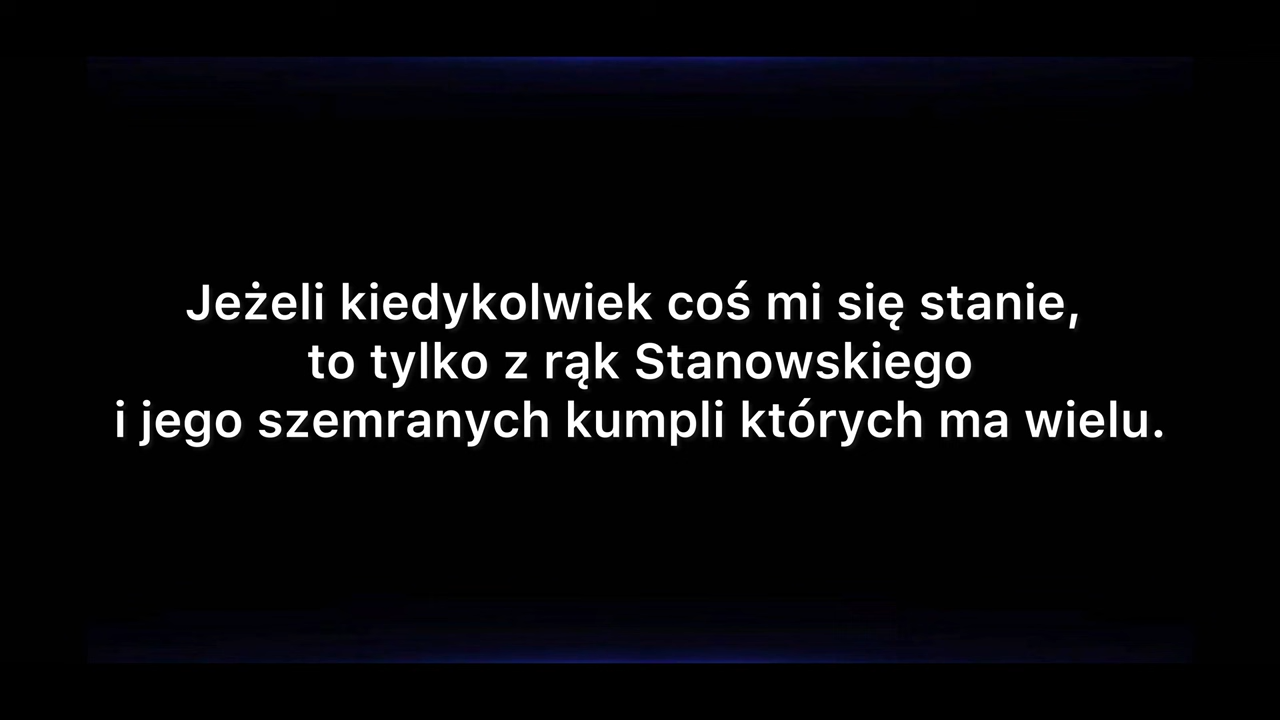 Jeżeli kiedykolwiek coś mi się stanie,
to tylko z rąk Stanowskiego
i jego szemranych kumpli których ma wielu.